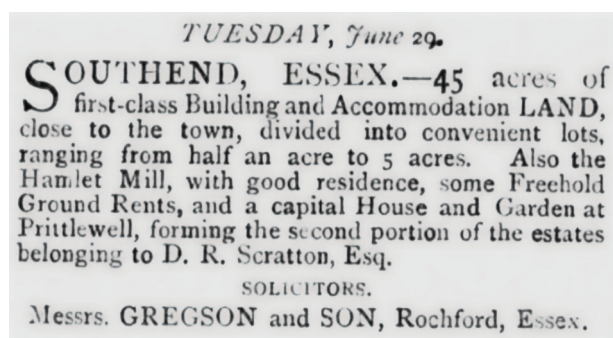 TUESDAY, June 29.
SOUTHEND, ESSEX.—45 acres of
first-class Building and Accommodation LAND,
close to the town, divided into convenient lots,
ranging from half an acre to 5 acres. Also the
Hamlet Mill, with good residence, some Freehold
Ground Rents, and a capital House and Garden at
Prittlewell, forming the second portion of the estates
belonging to D. R. Scratton, Esq.
SOLICITORS.
Messrs. GREGSON and SON, Rochford, Essex.